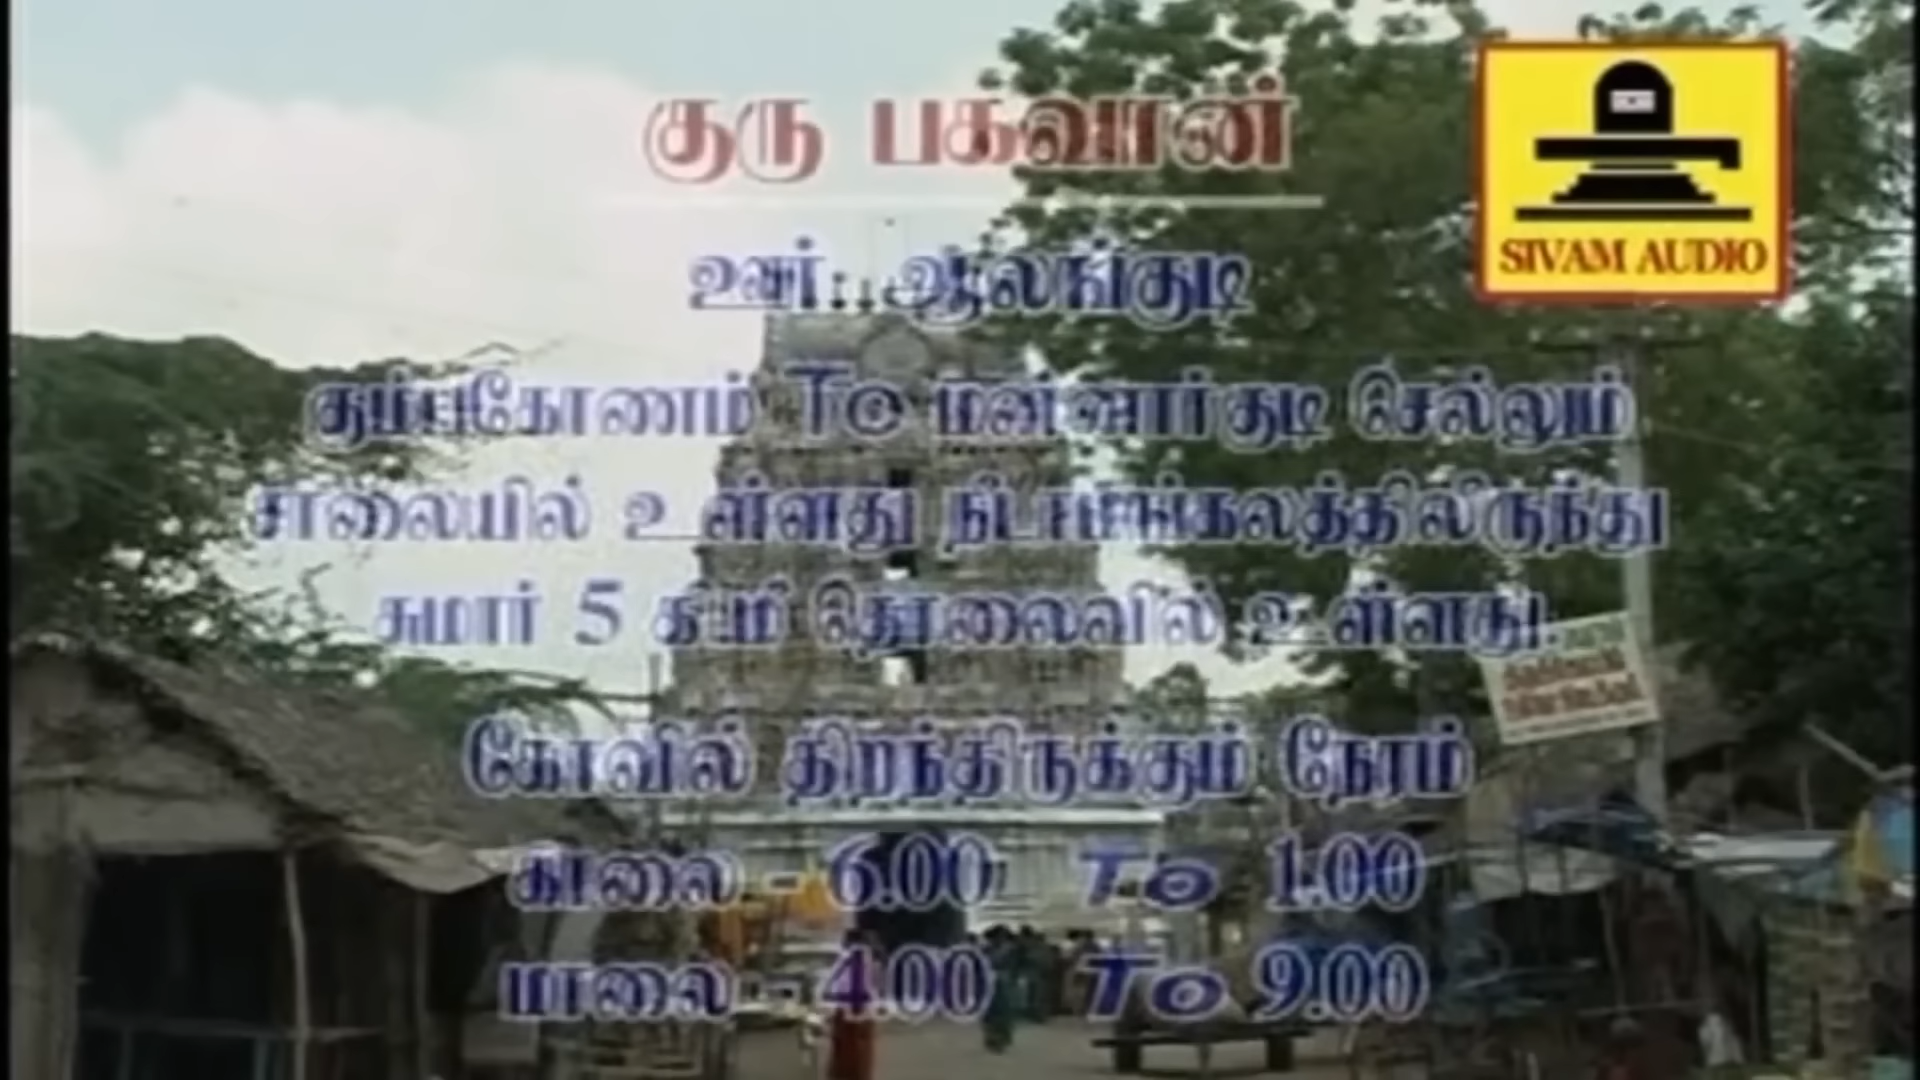 குரு பகவான்
SIVAM AUDIO
ஊர்: ஆலங்குடி
கும்பகோணம் To மன்னார்குடி செல்லும்
சாலையில் உள்ளது நிடாமங்கலத்திலிருந்து
சுமார் 5 கி.மி தொலைவில் உள்ளது.
கோவில் திறந்திருக்கும் நேரம்
காலை - 6.00 To 1.00
மாலை - 4.00 To 9.00